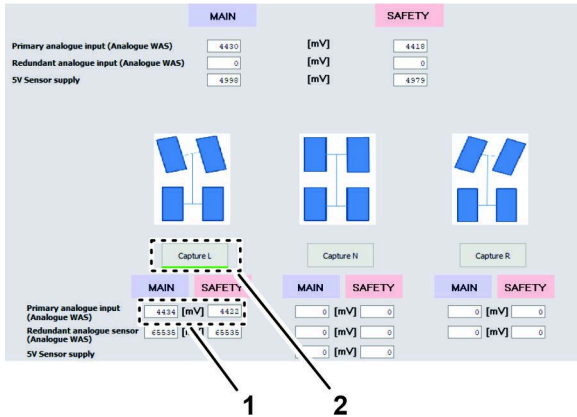 MAIN SAFETY
Primary analogue input (Analogue WAS) 4430 [mV] 4418
Redundant analogue input (Analogue WAS) 0 [mV] 0
5V Sensor supply 4998 [mV] 4979
Capture L Capture N Capture R
MAIN SAFETY MAIN SAFETY MAIN SAFETY
Primary analogue input
(Analogue WAS) 4434 [mV] 4422 0 [mV] 0 0 [mV] 0
Redundant analogue sensor
(Analogue WAS) 65535 65535 0 [mV] 0 0 [mV] 0
5V Sensor supply 0 [mV] 0
1 2